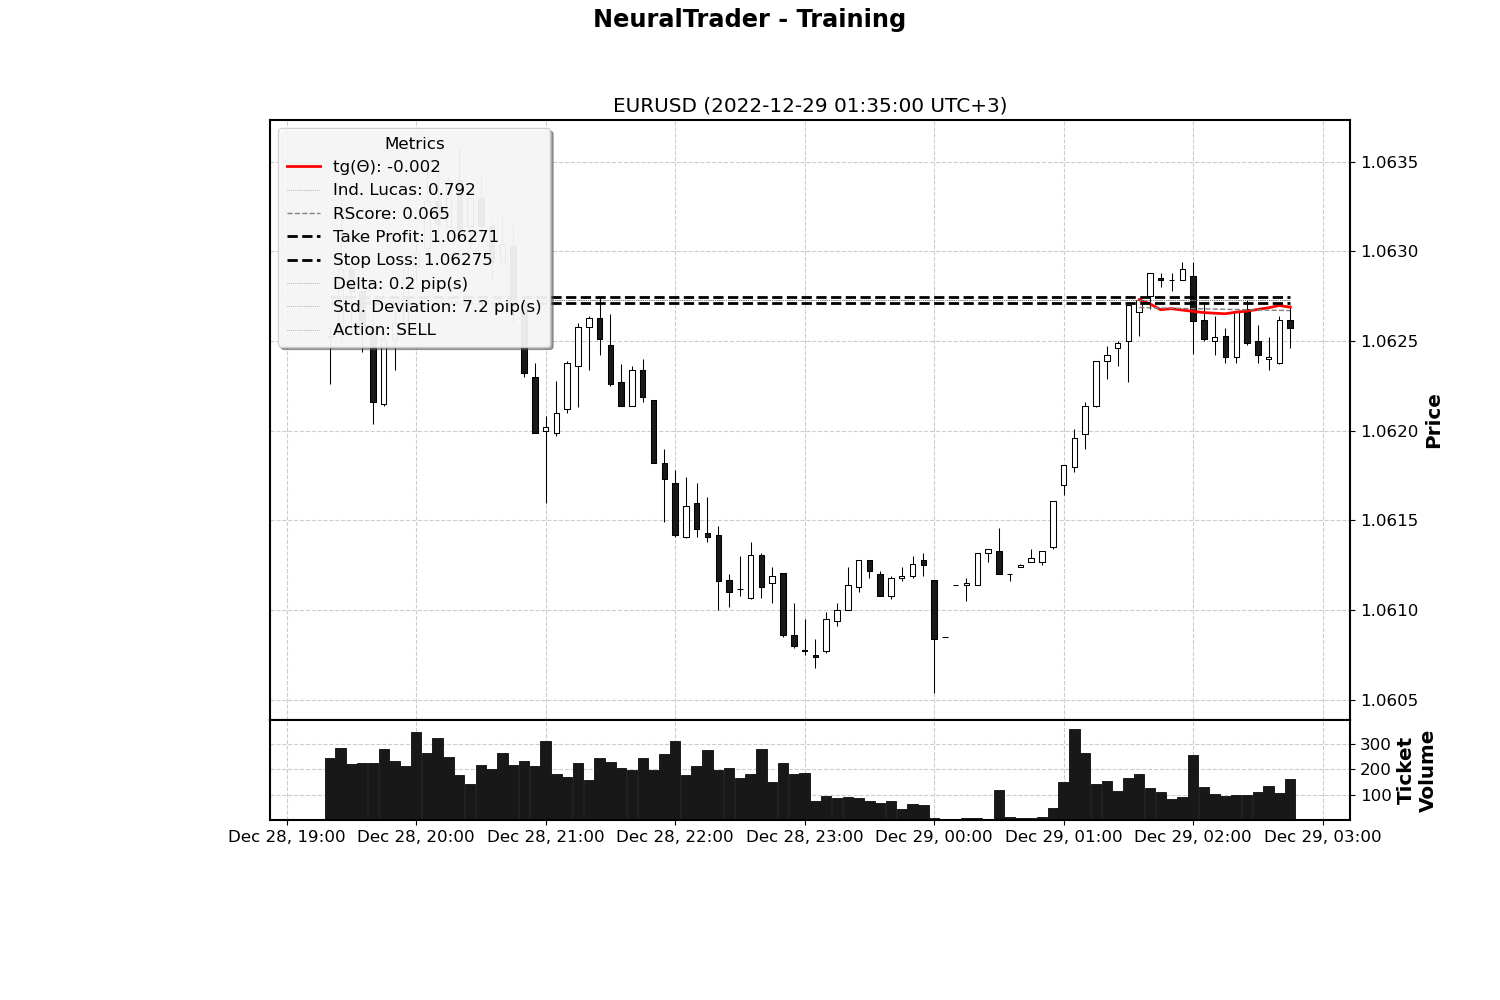 NeuralTrader - Training
EURUSD (2022-12-29 01:35:00 UTC+3)
Metrics
tg(Θ): -0.002
Ind. Lucas: 0.792
RScore: 0.065
Take Profit: 1.06271
Stop Loss: 1.06275
Delta: 0.2 pip(s)
Std. Deviation: 7.2 pip(s)
Action: SELL
1.0635
1.0630
1.0625
1.0620
1.0615
1.0610
1.0605
Price
300
200
100
Ticket
Volume
Dec 28, 19:00 Dec 28, 20:00 Dec 28, 21:00 Dec 28, 22:00 Dec 28, 23:00 Dec 29, 00:00 Dec 29, 01:00 Dec 29, 02:00 Dec 29, 03:00